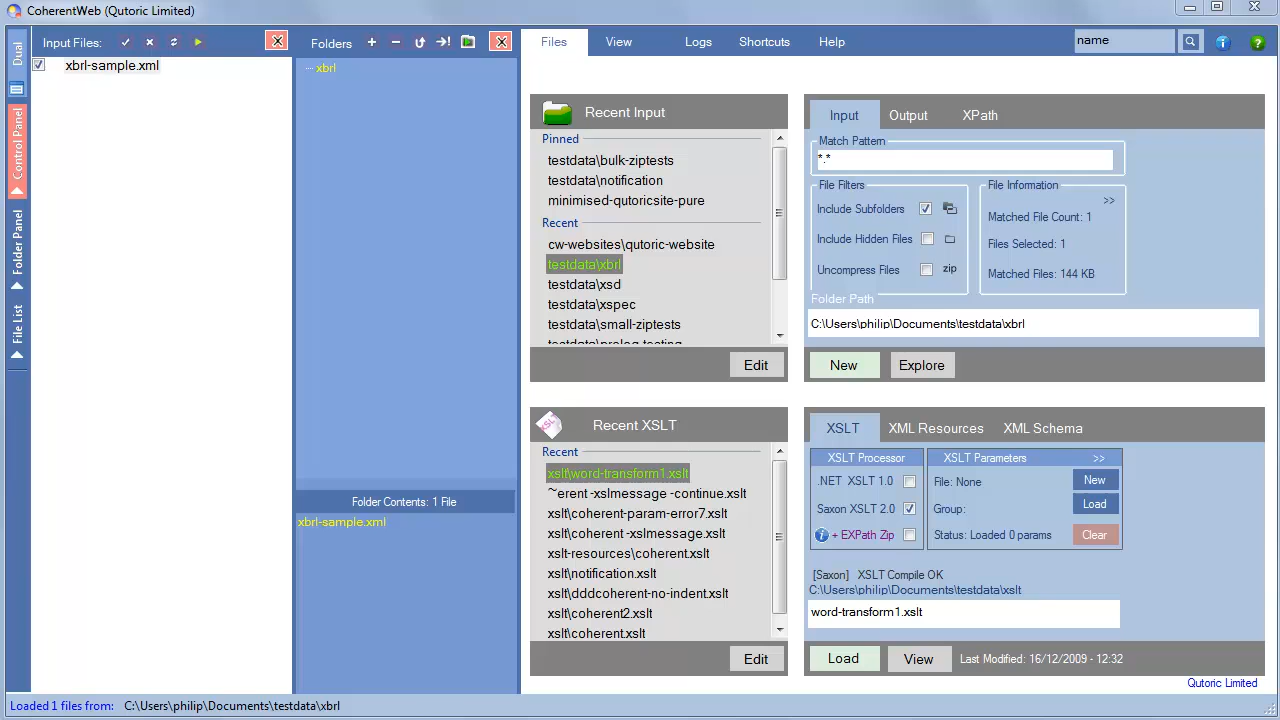 CoherentWeb (Qutoric Limited)
Dual
Control Panel
Folder Panel
File List
Input Files:
xbrl-sample.xml
Folders
xbrl
Folder Contents: 1 File
xbrl-sample.xml
Files View Logs Shortcuts Help
name
Recent Input
Pinned
testdata\bulk-ziptests
testdata\notification
minimised-qutoricsite-pure
Recent
cw-websites\qutoric-website
testdata\xbrl
testdata\xsd
testdata\xspec
testdata\small-ziptests
testdata\prolog-testing
Edit
Input Output XPath
Match Pattern
*.*
File Filters
Include Subfolders
Include Hidden Files
Uncompress Files zip
File Information
>>
Matched File Count: 1
Files Selected: 1
Matched Files: 144 KB
Folder Path
C:\Users\philip\Documents\testdata\xbrl
New Explore
XSLT
Recent XSLT
Recent
xslt\word-transform1.xslt
~erent -xslmessage -continue.xslt
xslt\coherent-param-error7.xslt
xslt\coherent -xslmessage.xslt
xslt-resources\coherent.xslt
xslt\notification.xslt
xslt\dddcoherent-no-indent.xslt
xslt\coherent2.xslt
xslt\coherent.xslt
Edit
XSLT XML Resources XML Schema
XSLT Processor
.NET XSLT 1.0
Saxon XSLT 2.0
+ EXPath Zip
XSLT Parameters >>
File: None New
Group: Load
Status: Loaded 0 params Clear
[Saxon] XSLT Compile OK
C:\Users\philip\Documents\testdata\xslt
word-transform1.xslt
Load View Last Modified: 16/12/2009 - 12:32
Qutoric Limited
Loaded 1 files from: C:\Users\philip\Documents\testdata\xbrl